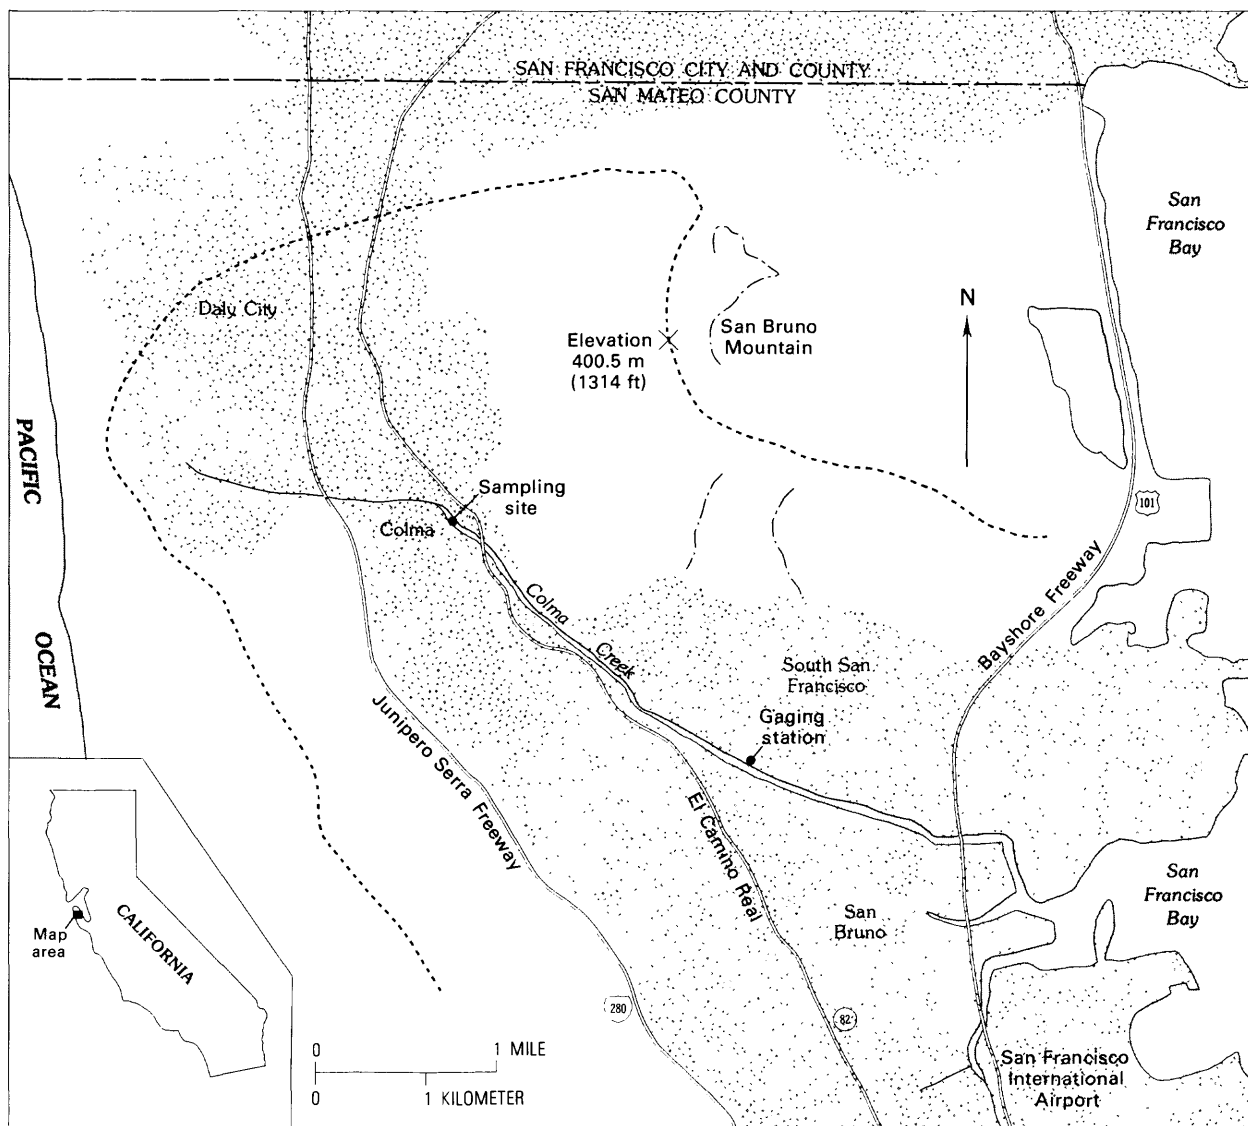 SAN FRANCISCO CITY AND COUNTY
SAN MATEO COUNTY
San
Francisco
Bay
Daly City
N
Elevation
400.5 m
(1314 ft)
San Bruno
Mountain
PACIFIC
OCEAN
Sampling
site
Colma
101
Colma
Creek
Bayshore Freeway
South San
Francisco
Gaging
station
Junipero Serra Freeway
El Camino Real
San
Francisco
Bay
San
Bruno
Map
area
CALIFORNIA
280
82
0 1 MILE
0 1 KILOMETER
San Francisco
International
Airport